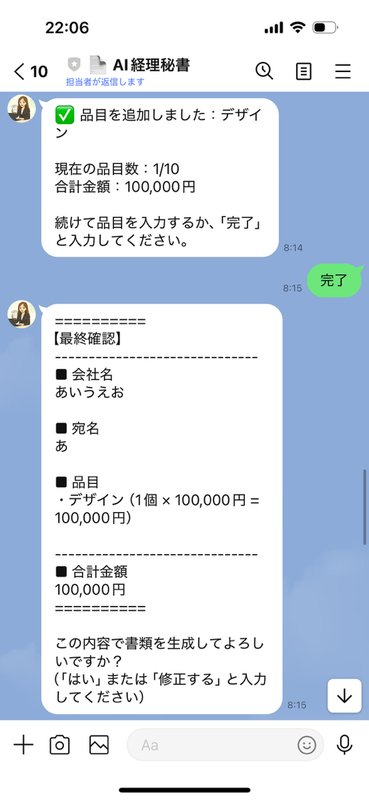 22:06
10
AI経理秘書
担当者が返信します
✅ 品目を追加しました：デザイ
ン
現在の品目数：1/10
合計金額：100,000円
続けて品目を入力するか、「完了」
と入力してください。
8:14
完了
8:15
==========
【最終確認】
-----------------------------
■ 会社名
あいうえお
■ 宛名
あ
■ 品目
・デザイン（1個 × 100,000円 =
100,000円）
-----------------------------
■ 合計金額
100,000円
==========
この内容で書類を生成してよろし
いですか？
（「はい」または「修正する」と入力
してください）
8:15
Aa